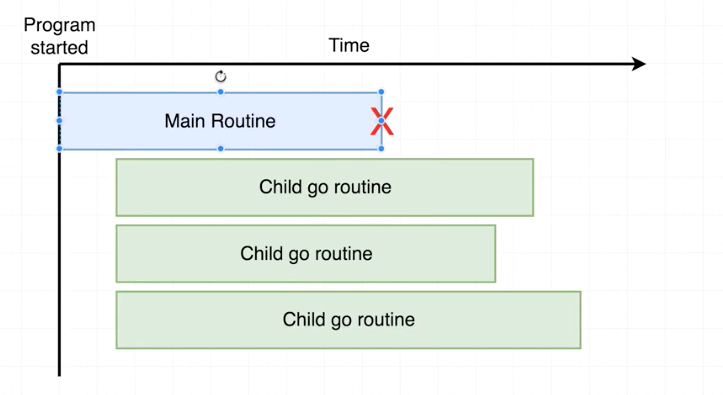 Program
started
Time
Main Routine
X
Child go routine
Child go routine
Child go routine